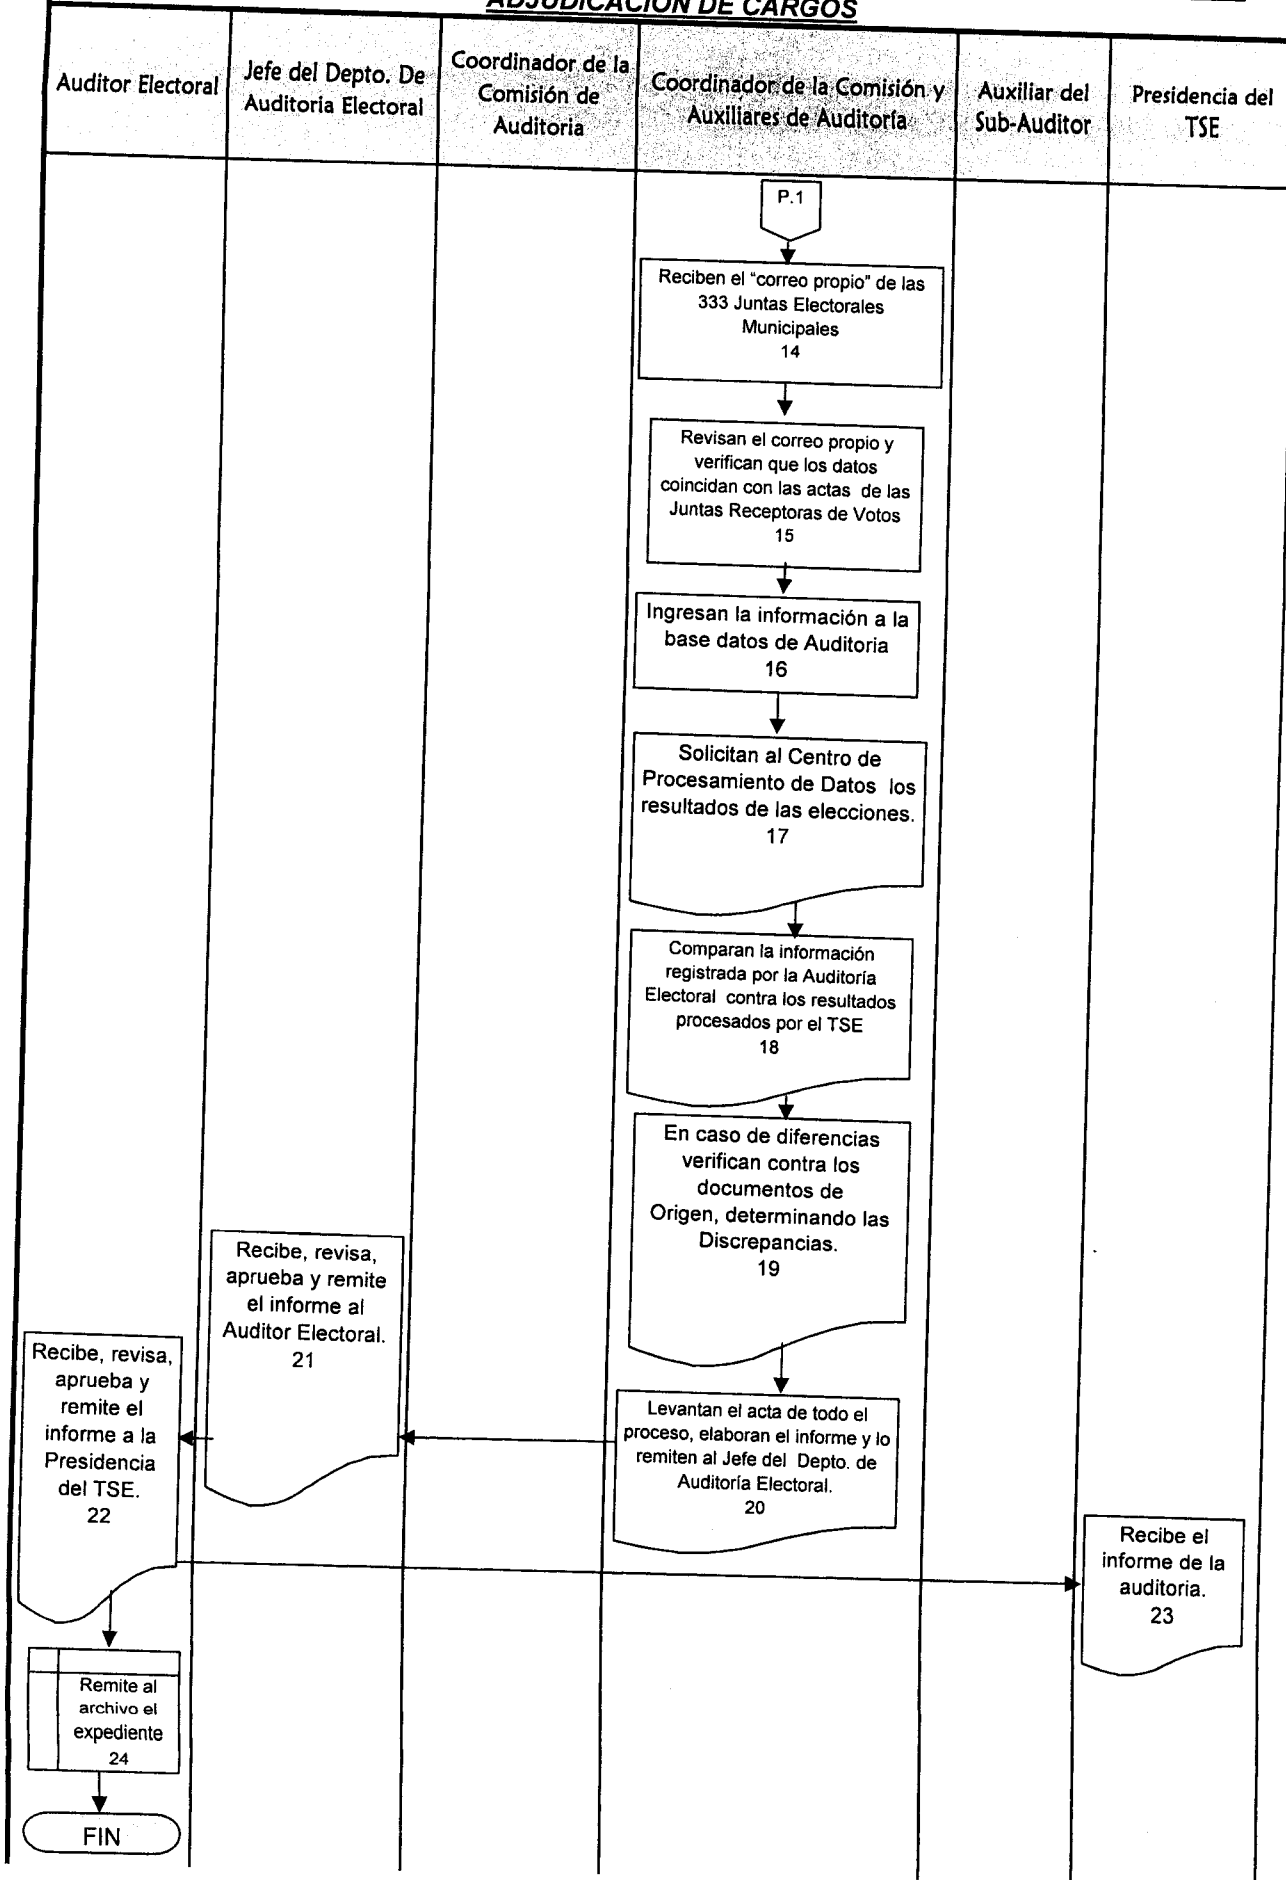 ADJUDICACIÓN DE CARGOS
Auditor Electoral
Jefe del Depto. De
Auditoria Electoral
Coordinador de la
Comisión de
Auditoria
Coordinador de la Comisión y
Auxiliares de Auditoría
Auxiliar del
Sub-Auditor
Presidencia del
TSE
P.1
Reciben el "correo propio" de las
333 Juntas Electorales
Municipales
14
Revisan el correo propio y
verifican que los datos
coincidan con las actas de las
Juntas Receptoras de Votos
15
Ingresan la información a la
base datos de Auditoria
16
Solicitan al Centro de
Procesamiento de Datos los
resultados de las elecciones.
17
Comparan la información
registrada por la Auditoría
Electoral contra los resultados
procesados por el TSE
18
En caso de diferencias
verifican contra los
documentos de
Origen, determinando las
Discrepancias.
19
Levantan el acta de todo el
proceso, elaboran el informe y lo
remiten al Jefe del Depto. de
Auditoría Electoral.
20
Recibe, revisa,
aprueba y remite
el informe al
Auditor Electoral.
21
Recibe, revisa,
aprueba y
remite el
informe a la
Presidencia
del TSE.
22
Recibe el
informe de la
auditoria.
23
Remite al
archivo el
expediente
24
FIN